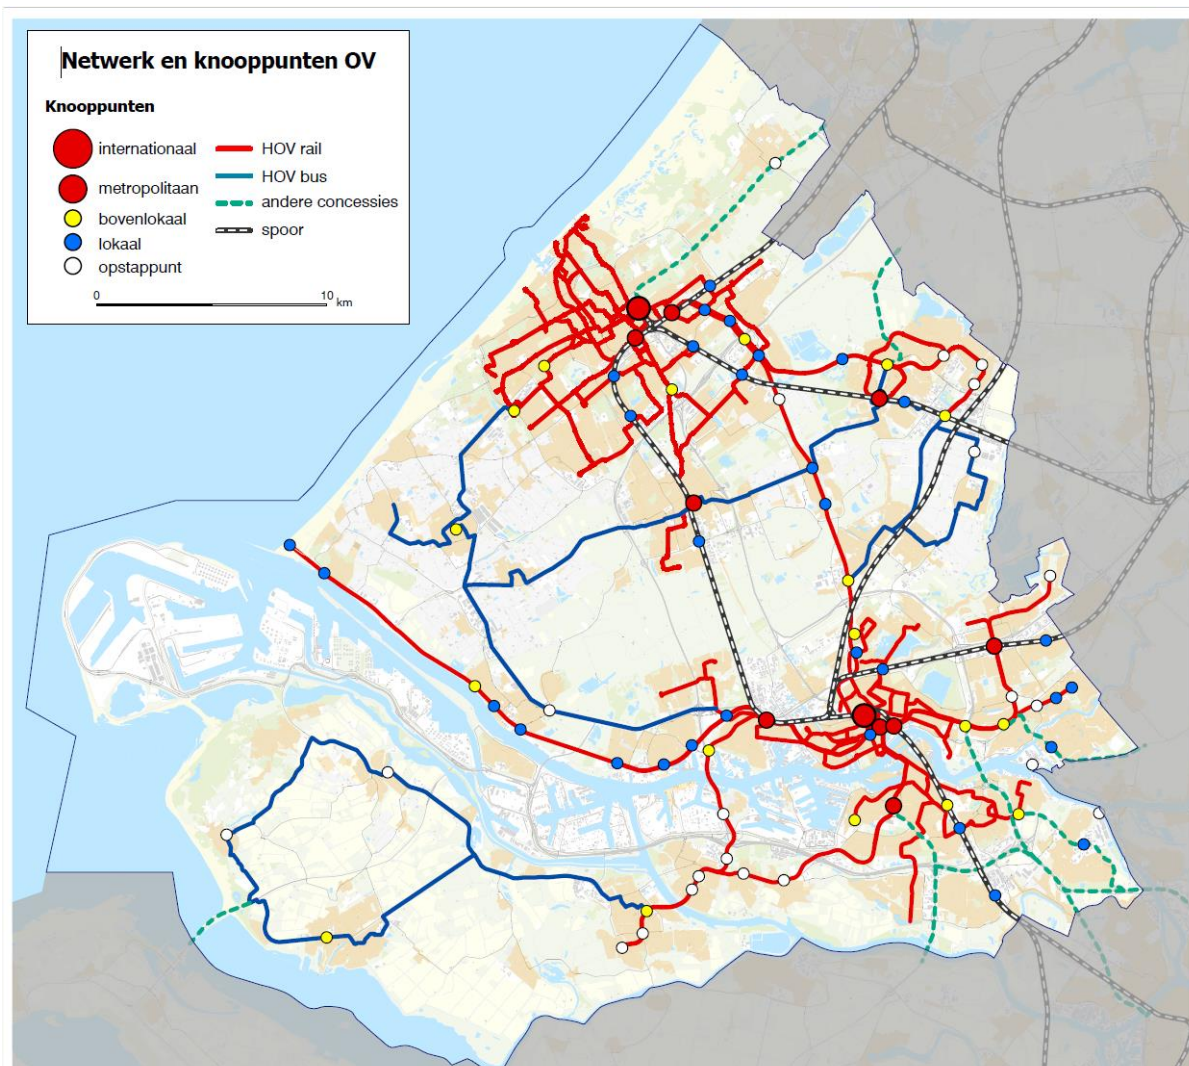 Netwerk en knooppunten OV
Knooppunten
internationaal
metropolitaan
bovenlokaal
lokaal
opstappunt
HOV rail
HOV bus
andere concessies
spoor
0 10 km